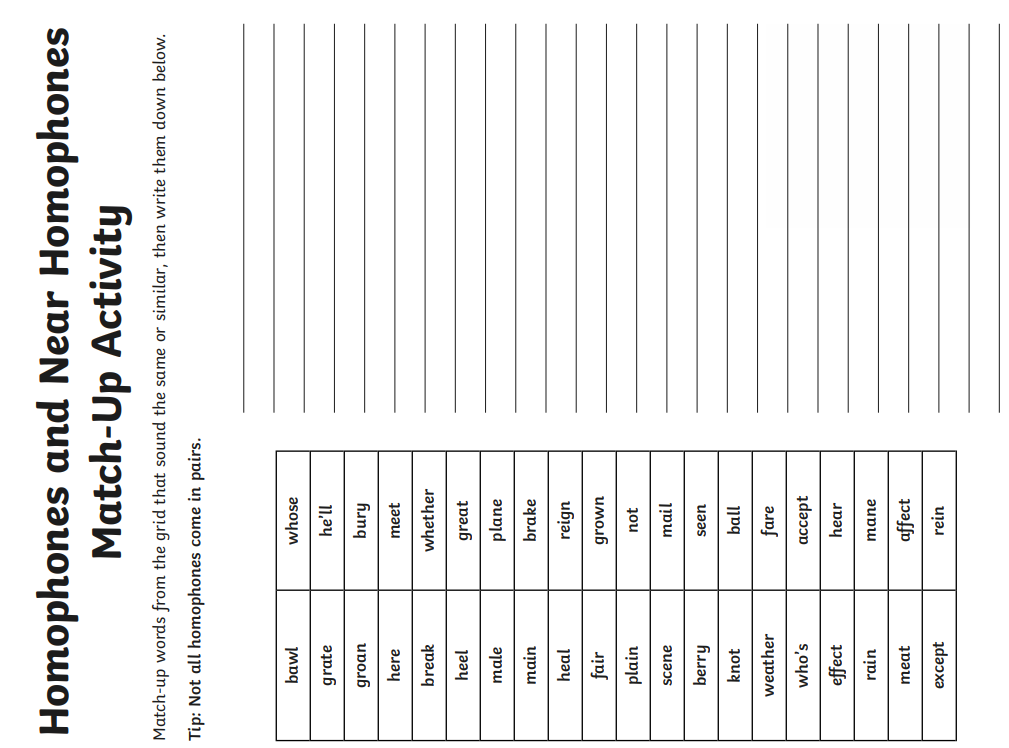 Homophones and Near Homophones
Match-Up Activity
Match-up words from the grid that sound the same or similar, then write them down below.
Tip: Not all homophones come in pairs.
bawl whose
grate he'll
groan bury
here meet
break whether
heel great
male plane
main brake
heal reign
fair grown
plain not
scene mail
berry seen
knot ball
weather fare
who's accept
effect hear
rain mane
meat affect
except rein